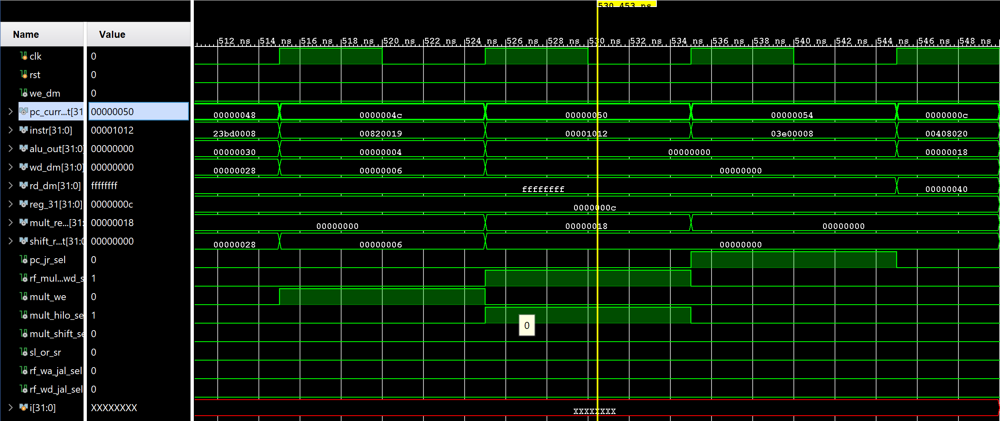 530.453 ns
Name Value
512 ns 514 ns 516 ns 518 ns 520 ns 522 ns 524 ns 526 ns 528 ns 530 ns 532 ns 534 ns 536 ns 538 ns 540 ns 542 ns 544 ns 546 ns 548 ns
clk 0
rst 0
we_dm 0
pc_curr...t[31 00000050 00000048 0000004c 00000050 00000054 0000000c
instr[31:0] 00001012 23bd0008 00820019 00001012 03e00008 00408020
alu_out[31:0] 00000000 00000030 00000004 00000000 00000018
wd_dm[31:0] 00000000 00000028 00000006 00000000
rd_dm[31:0] ffffffff ffffffff 00000040
reg_31[31:0] 0000000c 0000000c
mult_re...[31: 00000018 00000000 00000018 00000000
shift_r...t[31:0 00000000 00000028 00000006 00000000
pc_jr_sel 0
rf_mul...wd_s 1
mult_we 0
mult_hilo_se 1
0
mult_shift_se 0
sl_or_sr 0
rf_wa_jal_sel 0
rf_wd_jal_sel 0
i[31:0] XXXXXXXX XXXXXXXX